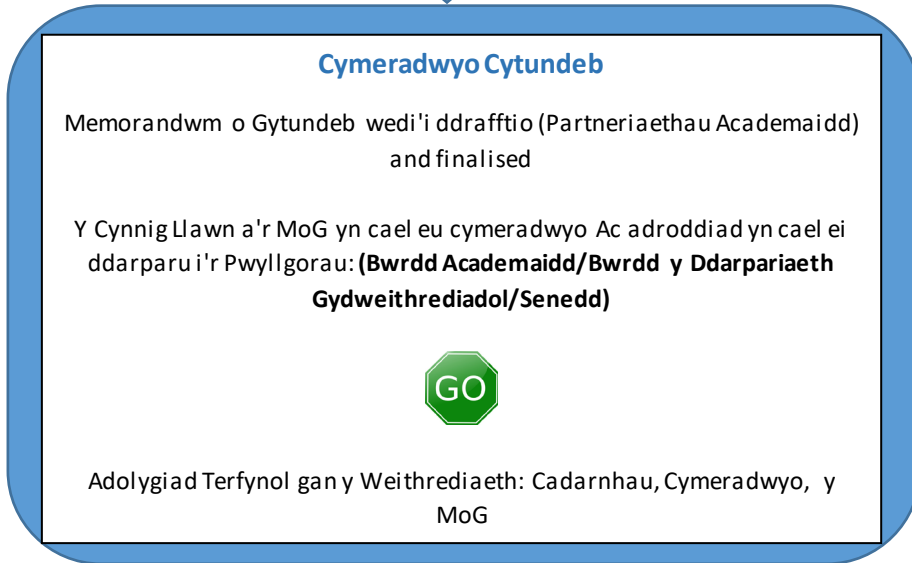 Cymeradwyo Cytundeb
Memorandwm o Gytundeb wedi'i ddrafftio (Partneriaethau Academaidd)
and finalised
Y Cynnig Llawn a'r MoG yn cael eu cymeradwyo Ac adroddiad yn cael ei
ddarparu i'r Pwyllgorau: (Bwrdd Academaidd/Bwrdd y Ddarpariaeth
Gydweithrediadol/Senedd)
GO
Adolygiad Terfynol gan y Weithrediaeth: Cadarnhau, Cymeradwyo, y
MoG